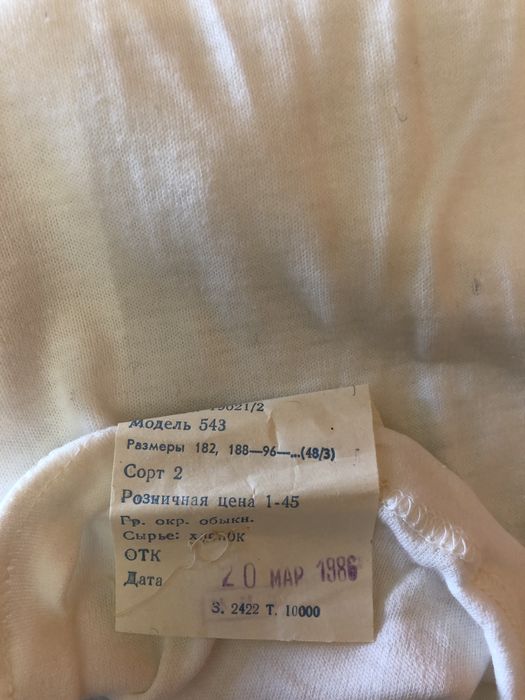 Модель 543
Размеры 182, 188—96—...(48/3)
Сорт 2
Розничная цена 1-45
Гр. окр. обыкн.
Сырье: хлопок
ОТК
Дата 20 МАР 1986
З. 2422 Т. 10000